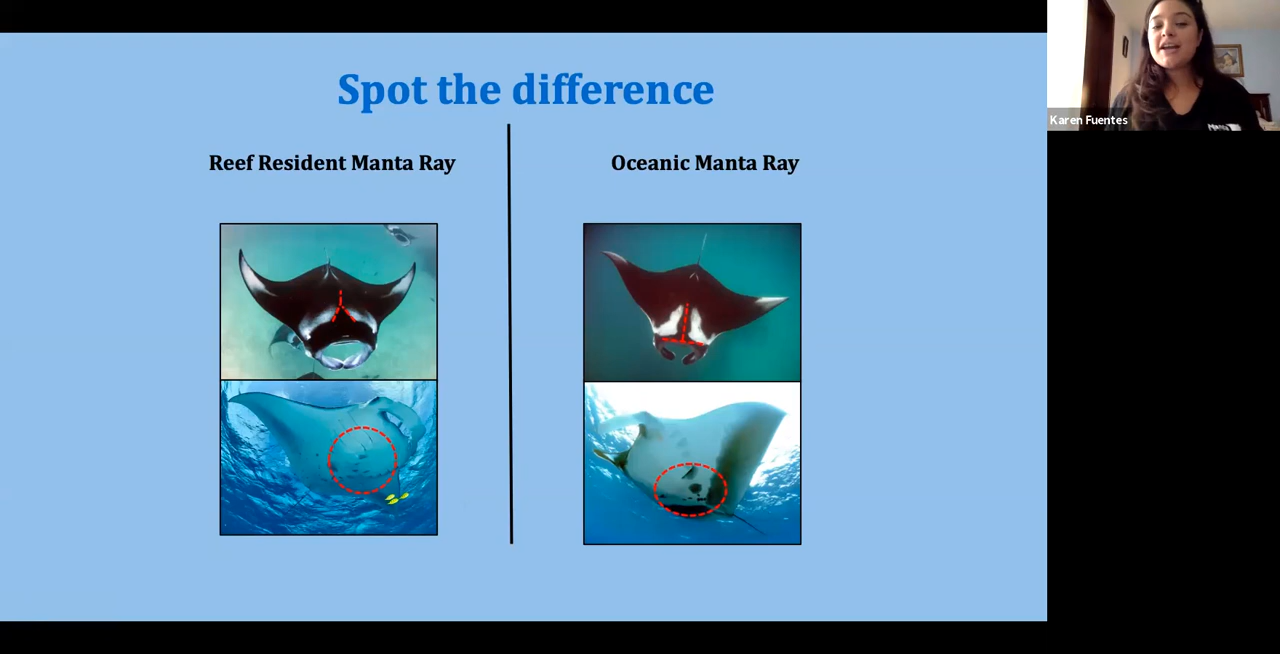 Spot the difference
Reef Resident Manta Ray
Oceanic Manta Ray
Karen Fuentes